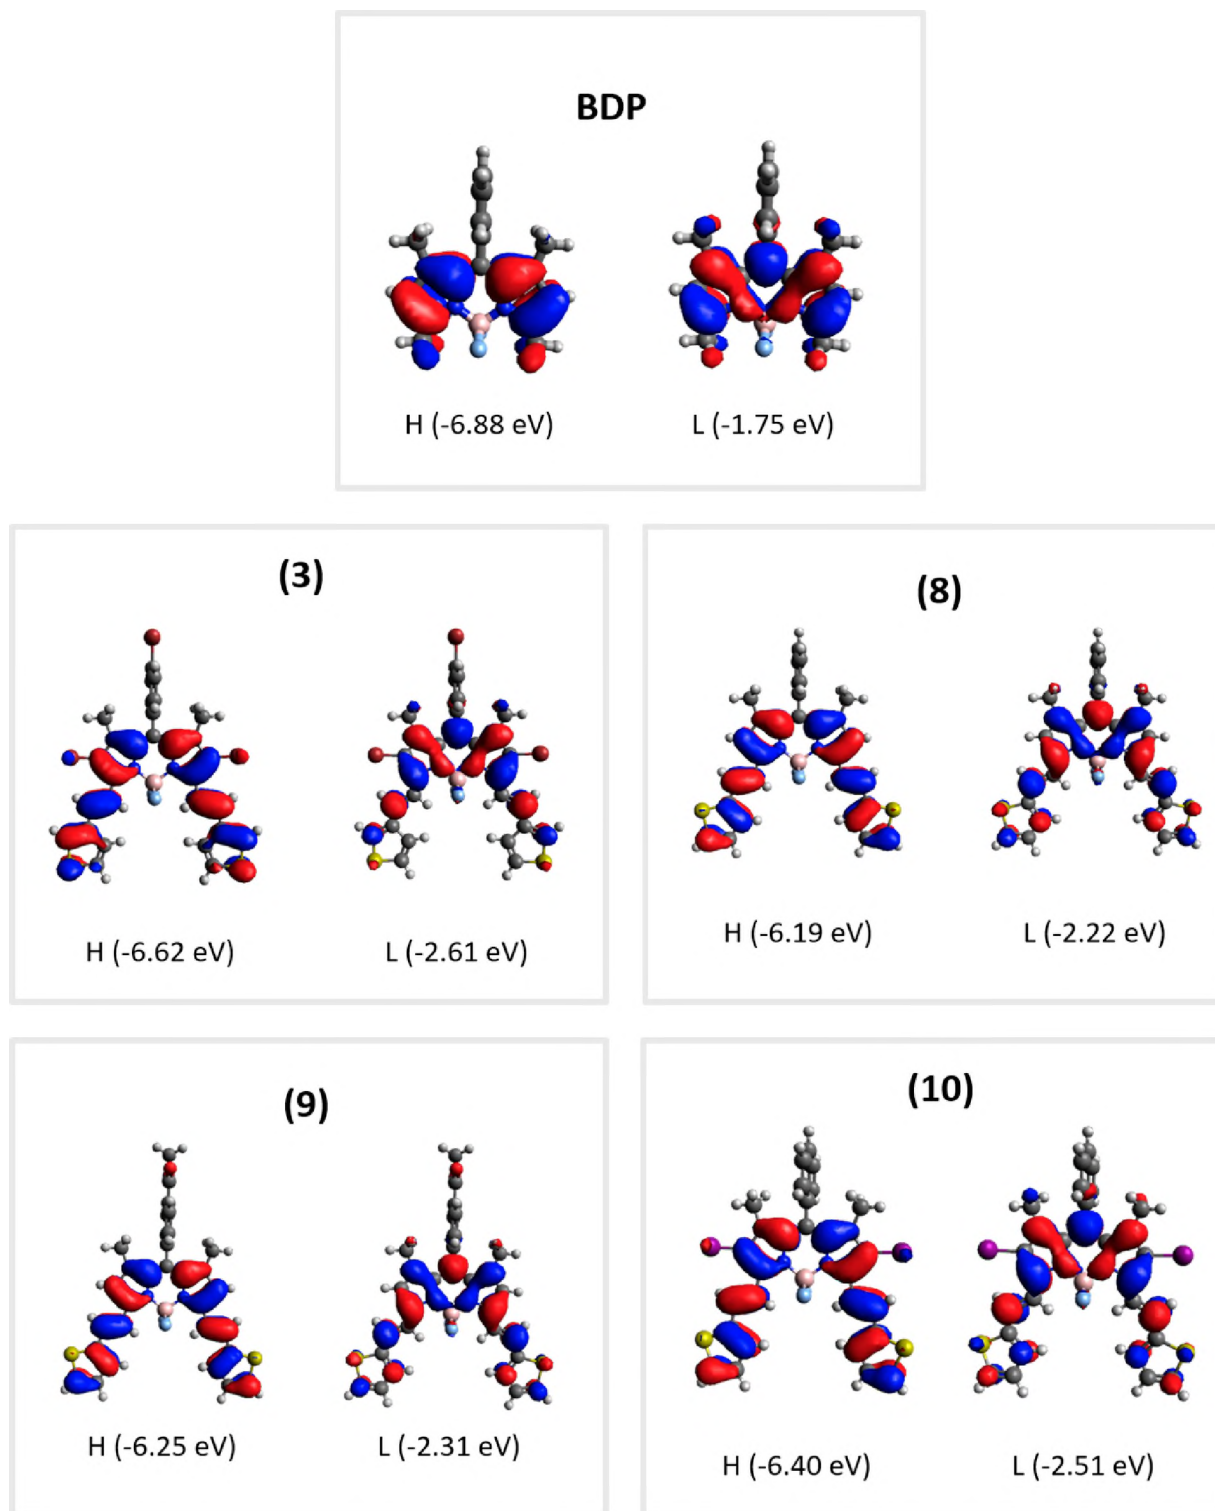 BDP
H (-6.88 eV) L (-1.75 eV)
(3)
H (-6.62 eV) L (-2.61 eV)
(8)
H (-6.19 eV) L (-2.22 eV)
(9)
H (-6.25 eV) L (-2.31 eV)
(10)
H (-6.40 eV) L (-2.51 eV)